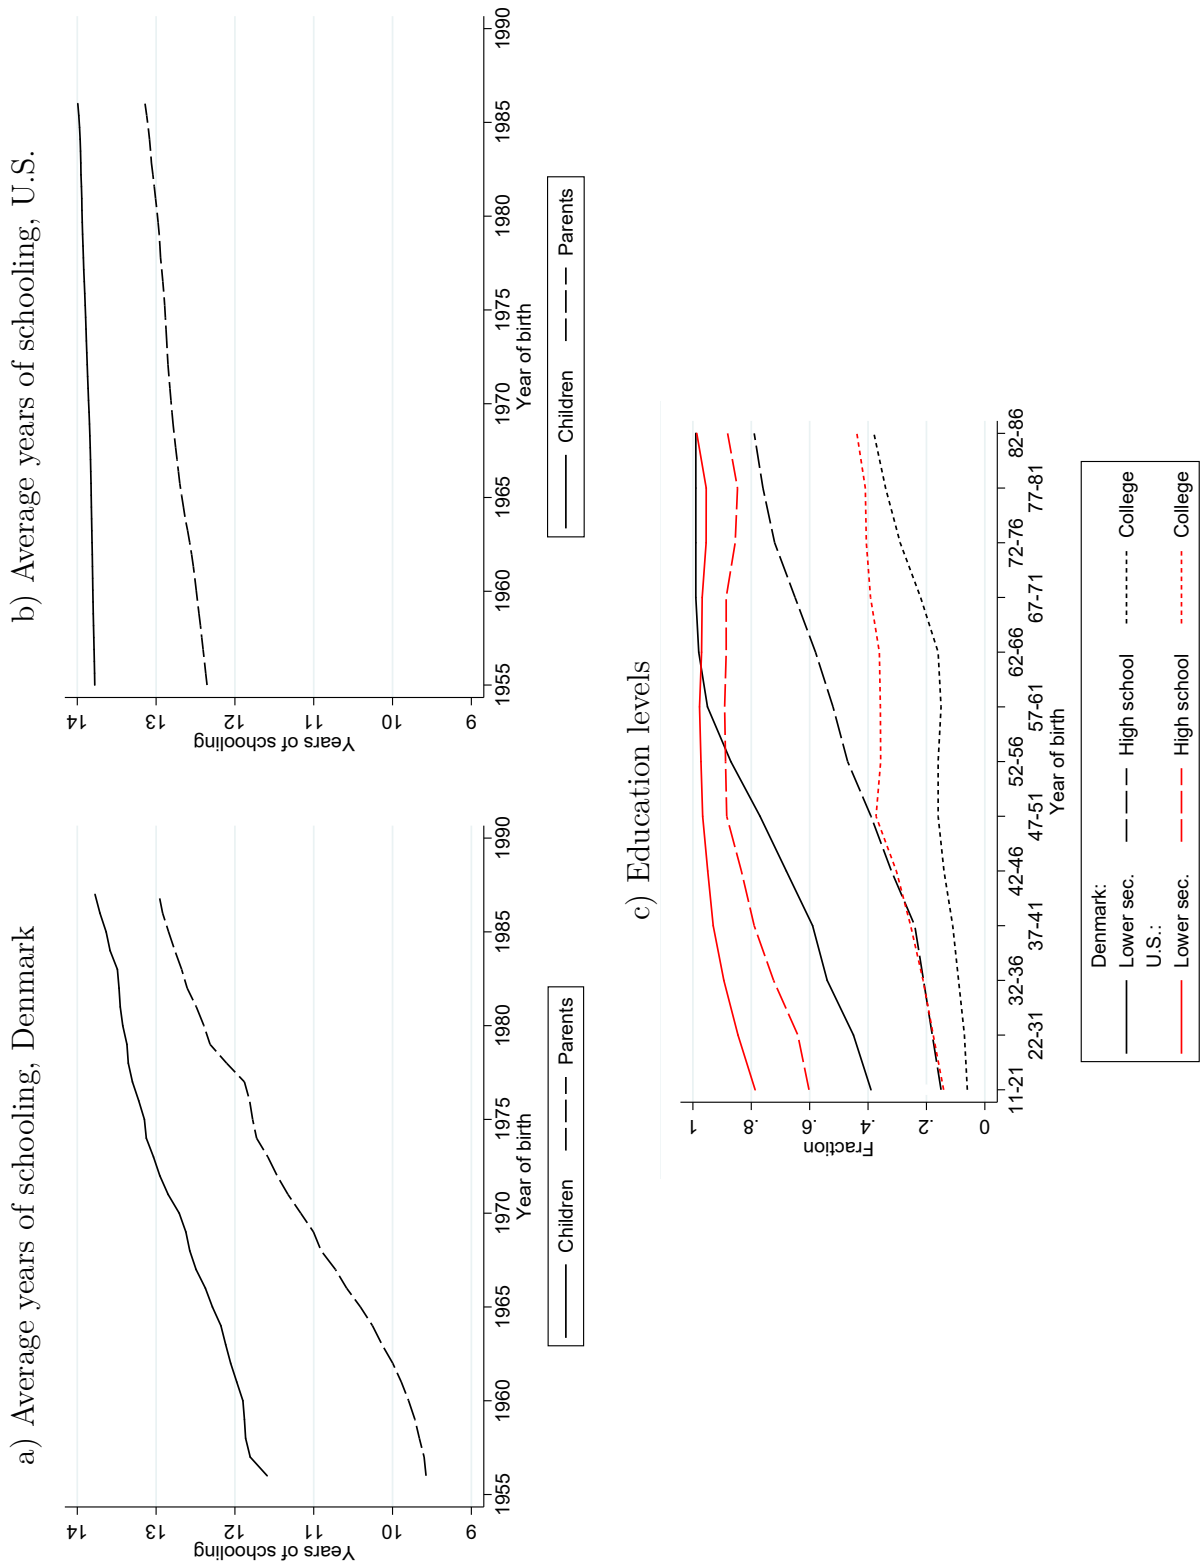 a) Average years of schooling, Denmark
Years of schooling
14
13
12
11
10
9
1955 1960 1965 1970 1975 1980 1985 1990
Year of birth
Children Parents
b) Average years of schooling, U.S.
Years of schooling
14
13
12
11
10
9
1955 1960 1965 1970 1975 1980 1985 1990
Year of birth
Children Parents
c) Education levels
Fraction
1
.8
.6
.4
.2
0
11-21 22-31 32-36 37-41 42-46 47-51 52-56 57-61 62-66 67-71 72-76 77-81 82-86
Year of birth
Denmark:
Lower sec. High school College
U.S.:
Lower sec. High school College